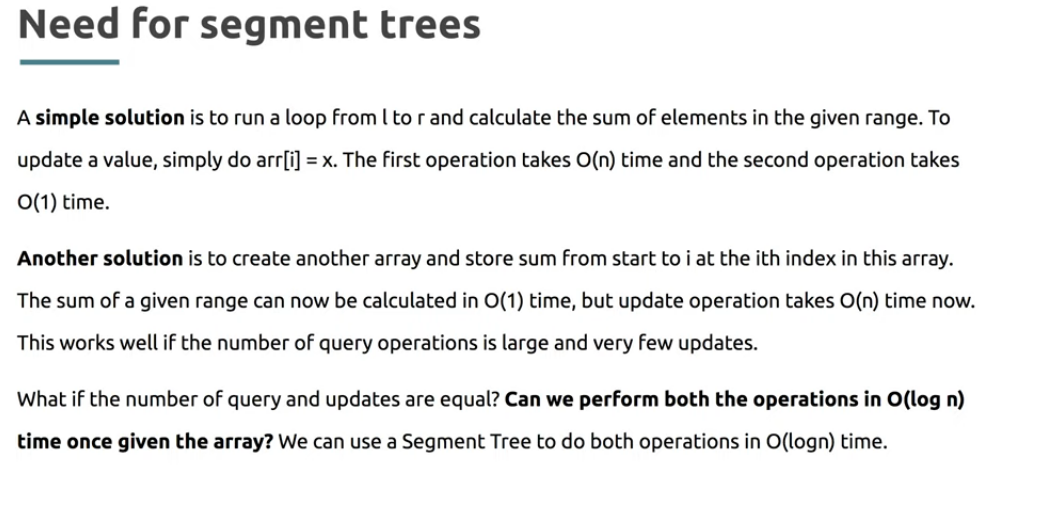 Need for segment trees
A simple solution is to run a loop from l to r and calculate the sum of elements in the given range. To
update a value, simply do arr[i] = x. The first operation takes O(n) time and the second operation takes
O(1) time.
Another solution is to create another array and store sum from start to i at the ith index in this array.
The sum of a given range can now be calculated in O(1) time, but update operation takes O(n) time now.
This works well if the number of query operations is large and very few updates.
What if the number of query and updates are equal? Can we perform both the operations in O(log n)
time once given the array? We can use a Segment Tree to do both operations in O(logn) time.